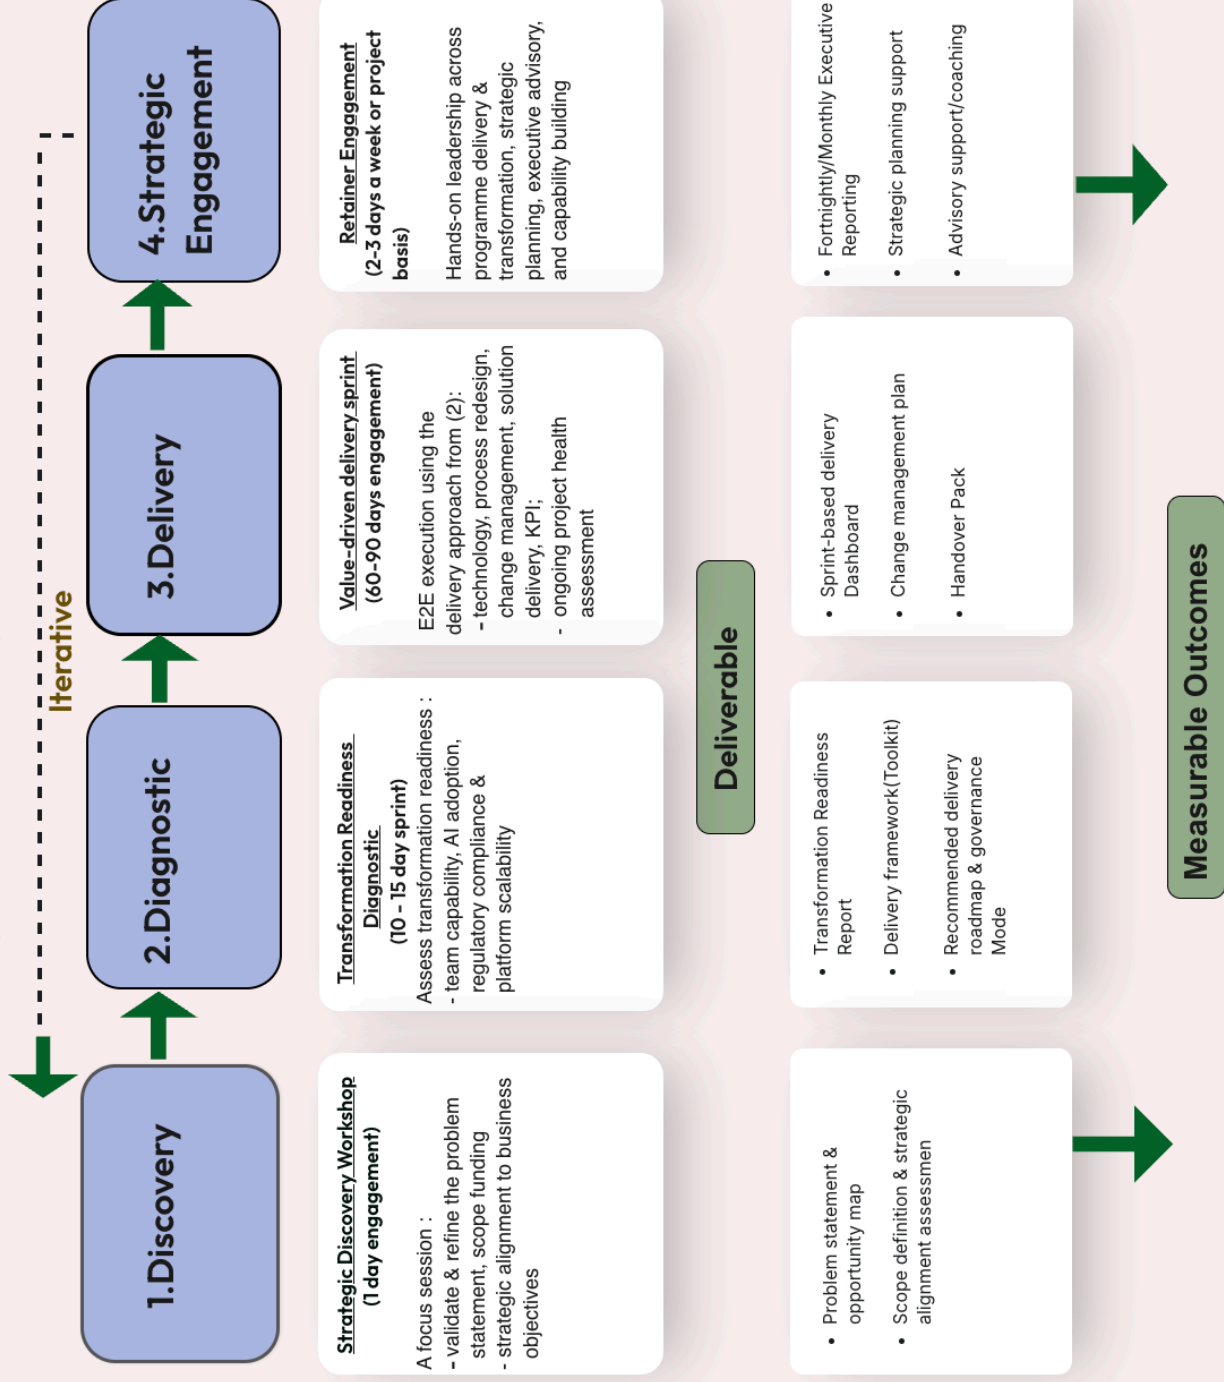 Iterative
1.Discovery
2.Diagnostic
3.Delivery
4.Strategic
Engagement
Strategic Discovery Workshop
(1 day engagement)
A focus session :
- validate & refine the problem
statement, scope funding
- strategic alignment to business
objectives
Transformation Readiness
Diagnostic
(10 - 15 day sprint)
Assess transformation readiness :
- team capability, AI adoption,
regulatory compliance &
platform scalability
Value-driven delivery sprint
(60-90 days engagement)
E2E execution using the
delivery approach from (2):
- technology, process redesign,
change management, solution
delivery, KPI;
- ongoing project health
assessment
Retainer Engagement
(2-3 days a week or project
basis)
Hands-on leadership across
programme delivery &
transformation, strategic
planning, executive advisory,
and capability building
Deliverable
• Problem statement &
opportunity map
• Scope definition & strategic
alignment assessmen
• Transformation Readiness
Report
• Delivery framework(Toolkit)
• Recommended delivery
roadmap & governance
Mode
• Sprint-based delivery
Dashboard
• Change management plan
• Handover Pack
• Fortnightly/Monthly Executive
Reporting
• Strategic planning support
• Advisory support/coaching
Measurable Outcomes